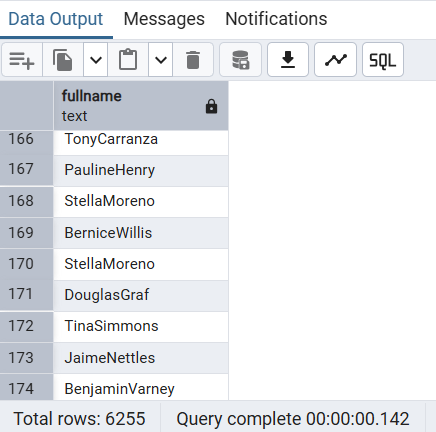 Data Output Messages Notifications
SQL
fullname
text
166 TonyCarranza
167 PaulineHenry
168 StellaMoreno
169 BerniceWillis
170 StellaMoreno
171 DouglasGraf
172 TinaSimmons
173 JaimeNettles
174 BenjaminVarney
Total rows: 6255 Query complete 00:00:00.142